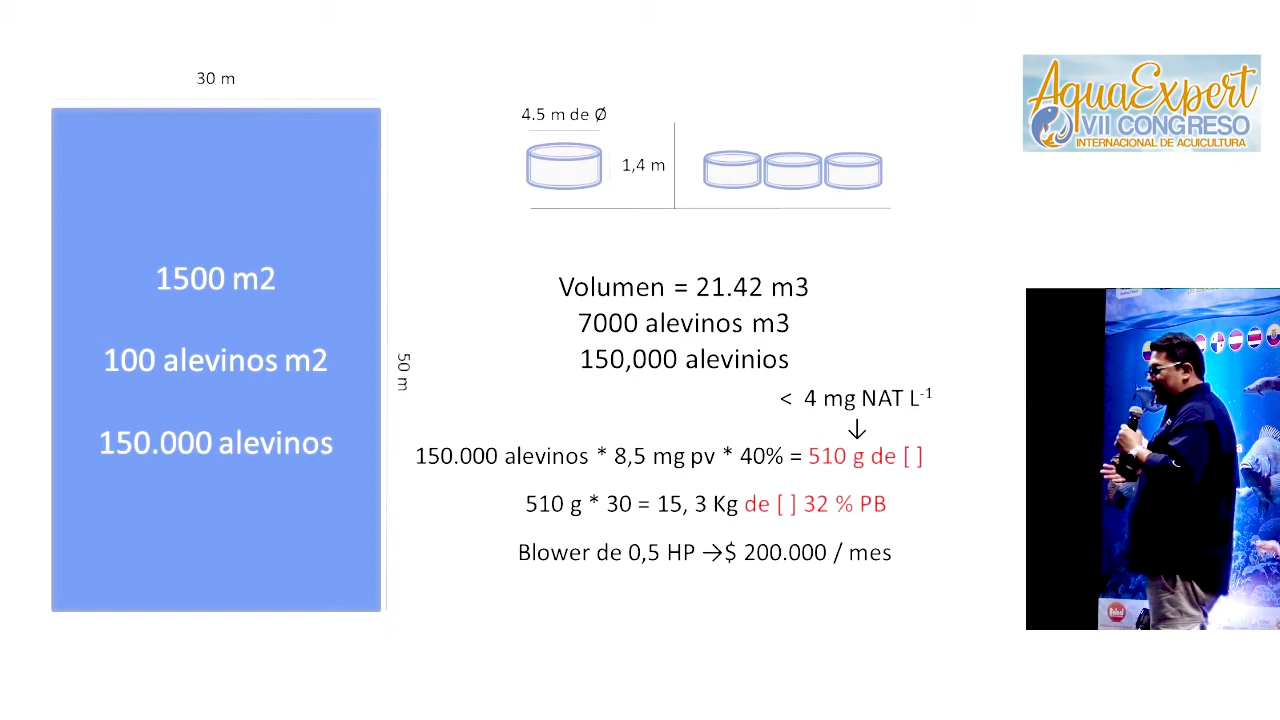 30 m
50 m
1500 m2
100 alevinos m2
150.000 alevinos
4.5 m de Ø
1,4 m
Volumen = 21.42 m3
7000 alevinos m3
150,000 alevinios
< 4 mg NAT L-1
↓
150.000 alevinos * 8,5 mg pv * 40% = 510 g de [ ]
510 g * 30 = 15, 3 Kg de [ ] 32 % PB
Blower de 0,5 HP →$ 200.000 / mes
AquaExpert
VII CONGRESO
INTERNACIONAL DE ACUICULTURA